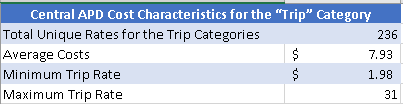 Central APD Cost Characteristics for the “Trip” Category
Total Unique Rates for the Trip Categories 236
Average Costs $ 7.93
Minimum Trip Rate $ 1.98
Maximum Trip Rate 31